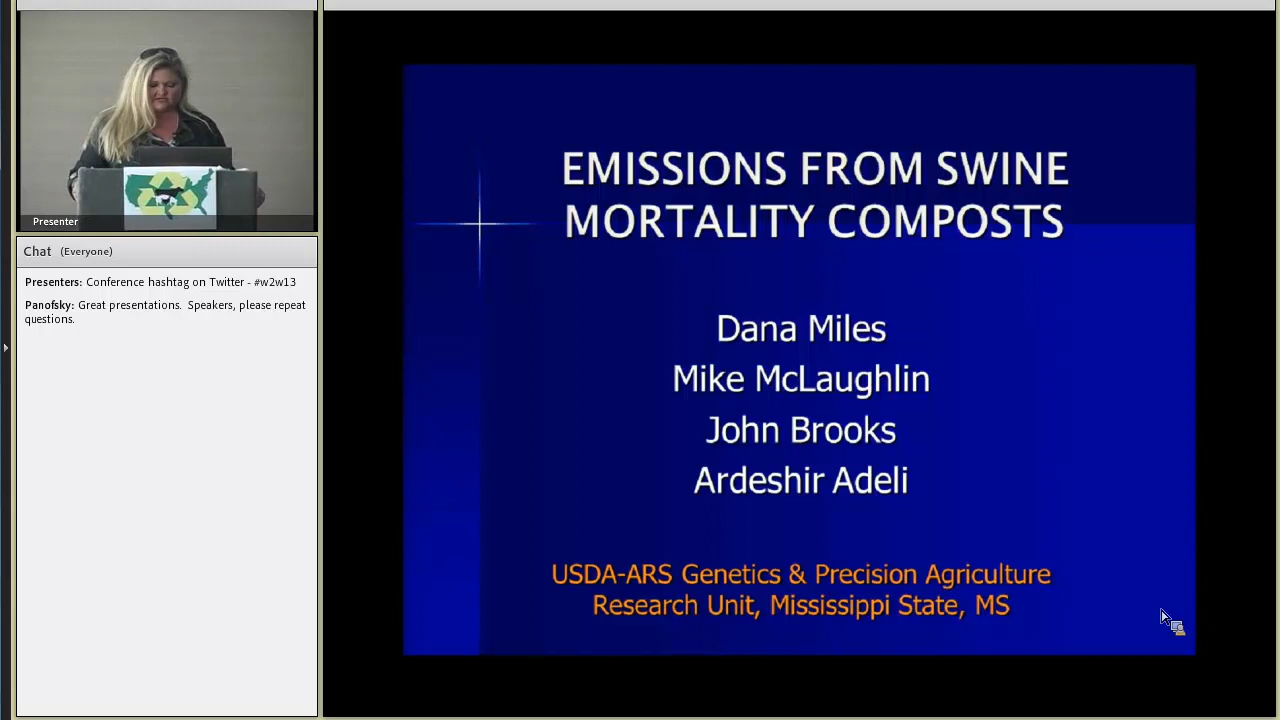 Presenter
Chat (Everyone)
Presenters: Conference hashtag on Twitter - #w2w13
Panofsky: Great presentations. Speakers, please repeat
questions.
EMISSIONS FROM SWINE
MORTALITY COMPOSTS
Dana Miles
Mike McLaughlin
John Brooks
Ardeshir Adeli
USDA-ARS Genetics & Precision Agriculture
Research Unit, Mississippi State, MS